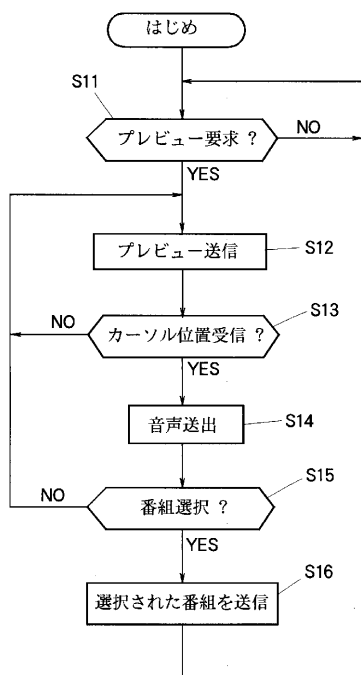 はじめ
S11
プレビュー要求 ?
NO
YES
プレビュー送信
S12
S13
NO
カーソル位置受信 ?
YES
音声送出
S14
S15
NO
番組選択 ?
YES
S16
選択された番組を送信